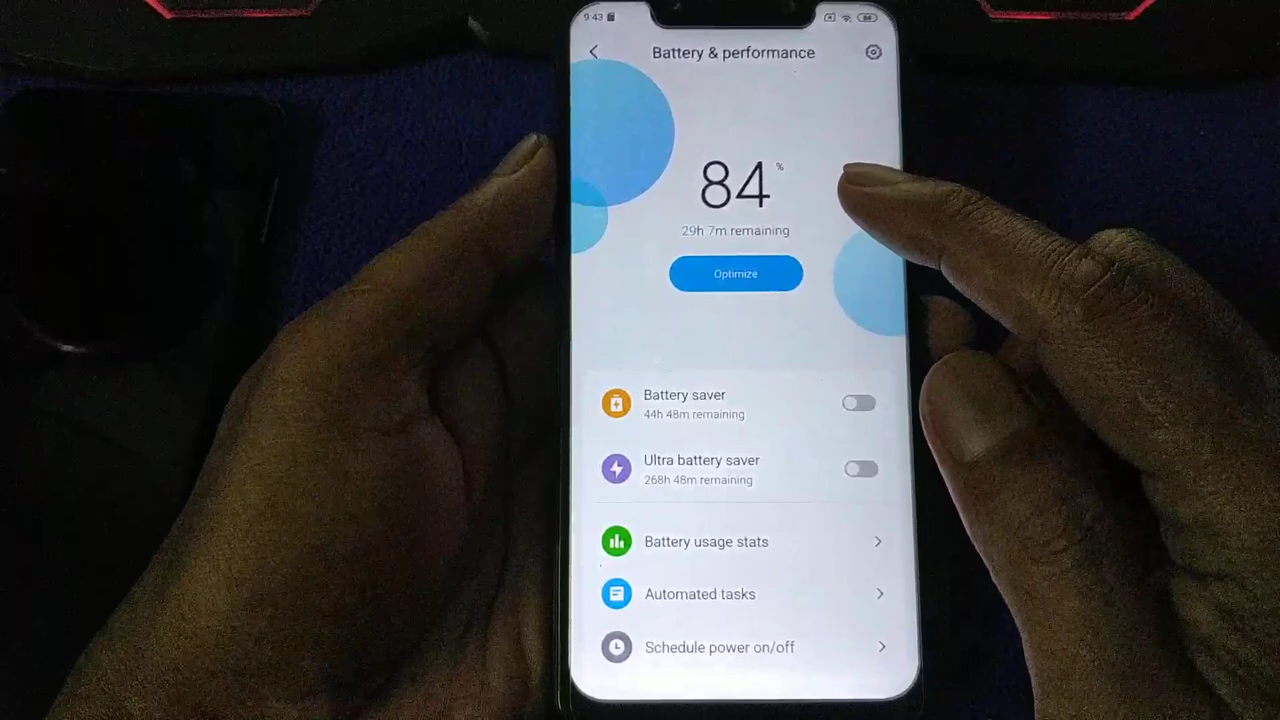 9:43
84
Battery & performance
84%
29h 7m remaining
Optimize
Battery saver
44h 48m remaining
Ultra battery saver
268h 48m remaining
Battery usage stats
Automated tasks
Schedule power on/off